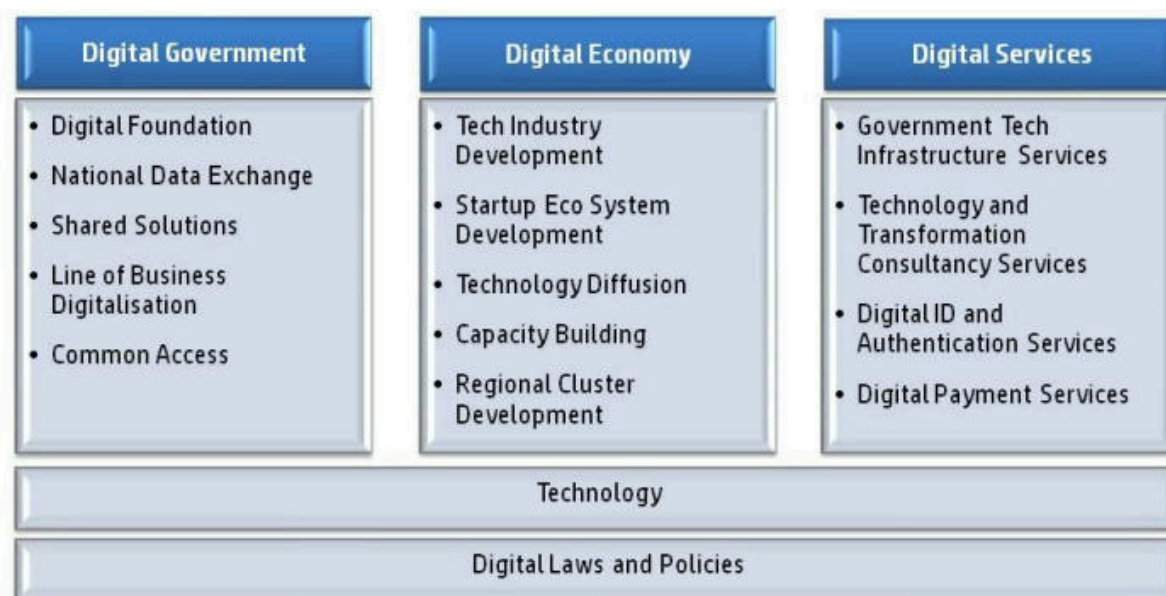 Digital Government
• Digital Foundation
• National Data Exchange
• Shared Solutions
• Line of Business
Digitalisation
• Common Access
Digital Economy
• Tech Industry
Development
• Startup Eco System
Development
• Technology Diffusion
• Capacity Building
• Regional Cluster
Development
Digital Services
• Government Tech
Infrastructure Services
• Technology and
Transformation
Consultancy Services
• Digital ID and
Authentication Services
• Digital Payment Services
Technology
Digital Laws and Policies